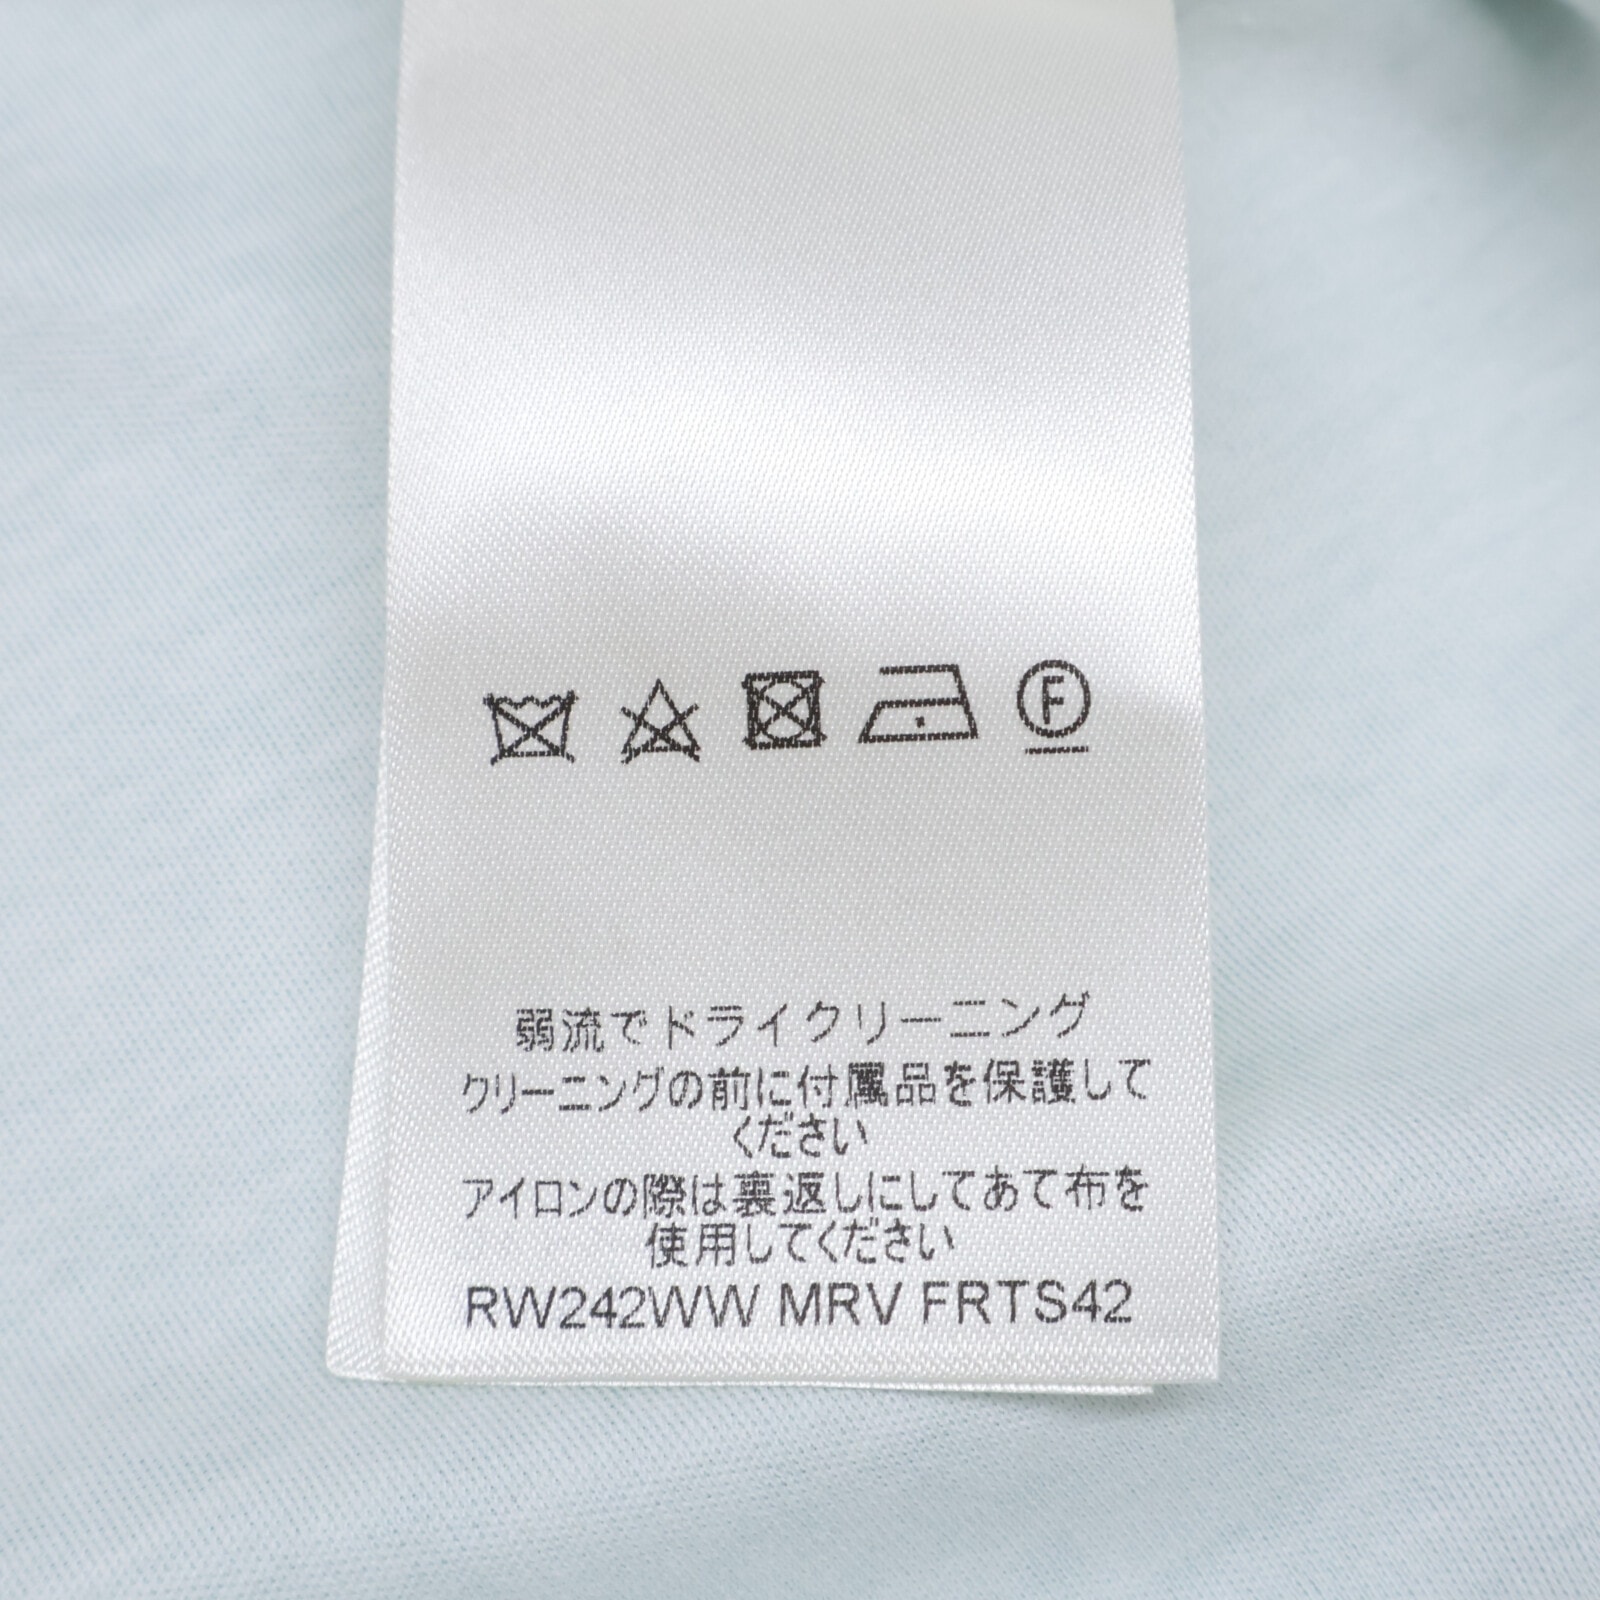 F
弱流でドライクリーニング
クリーニングの前に付属品を保護して
ください
アイロンの際は裏返しにしてあて布を
使用してください
RW242WW MRV FRTS42